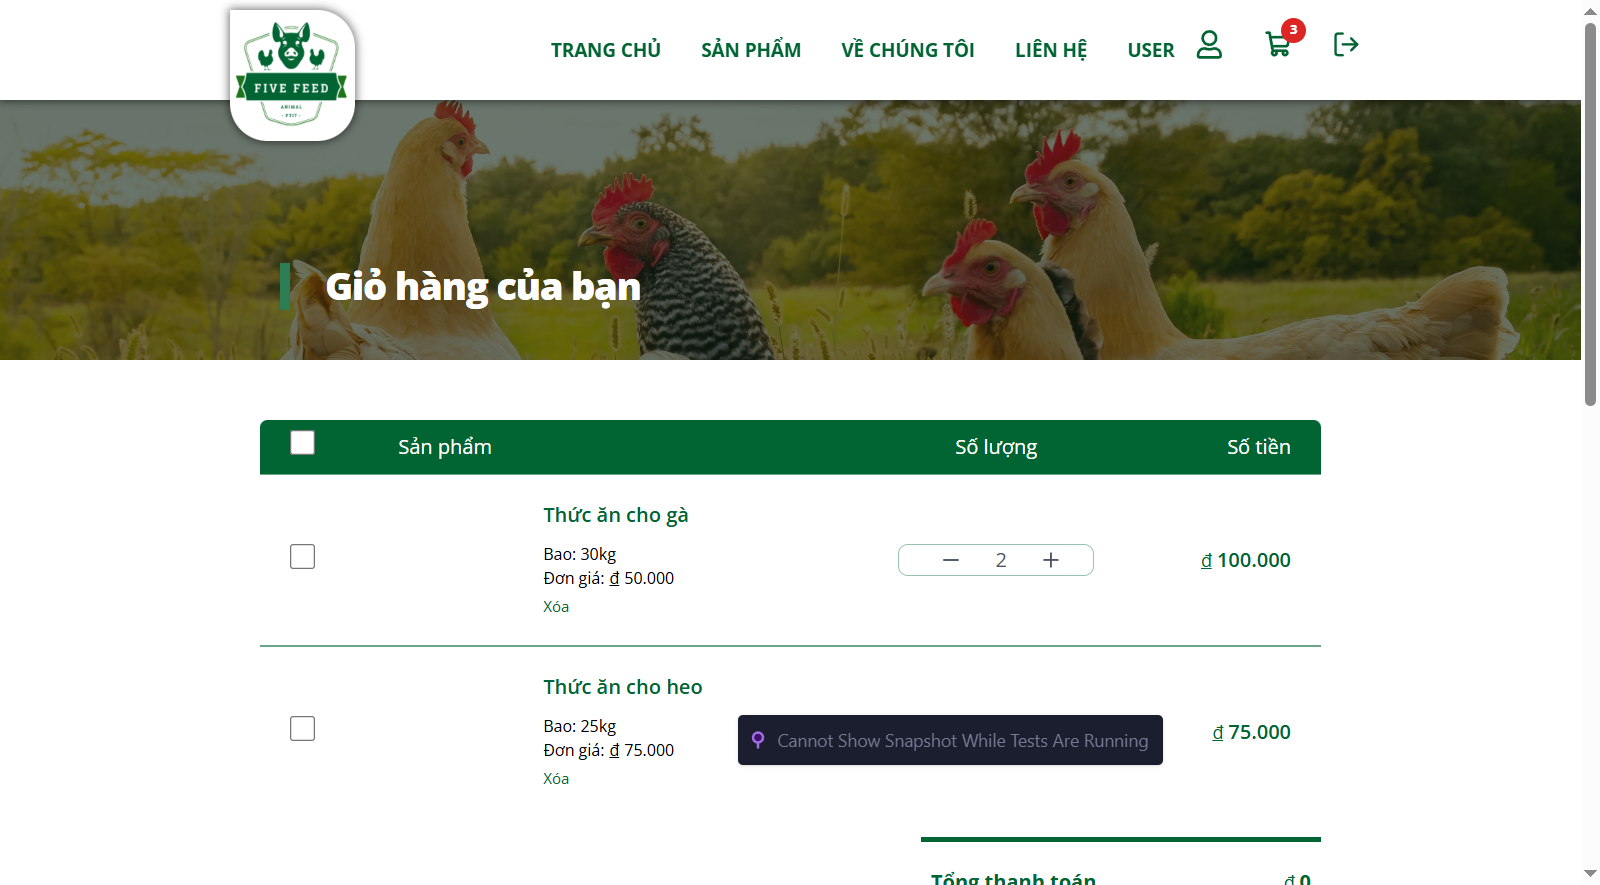 FIVE FEED
ANIMAL
- PTIT -
TRANG CHỦ
SẢN PHẨM
VỀ CHÚNG TÔI
LIÊN HỆ
USER
3
Giỏ hàng của bạn
Sản phẩm
Số lượng
Số tiền
Thức ăn cho gà
Bao: 30kg
Đơn giá: ₫ 50.000
Xóa
2
₫ 100.000
Thức ăn cho heo
Bao: 25kg
Đơn giá: ₫ 75.000
Xóa
Cannot Show Snapshot While Tests Are Running
₫ 75.000
Tổng thanh toán
₫ 0